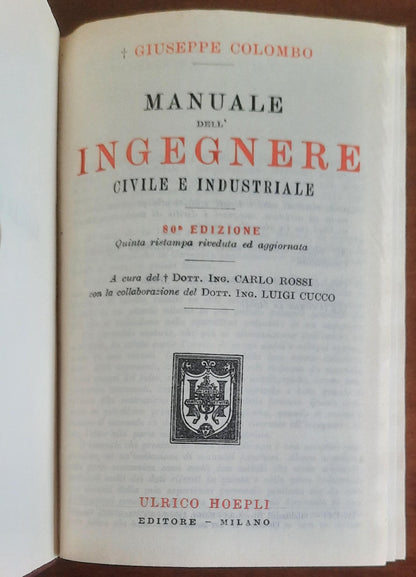 † GIUSEPPE COLOMBO
MANUALE
DELL'
INGEGNERE
CIVILE E INDUSTRIALE
80ª EDIZIONE
Quinta ristampa riveduta ed aggiornata
A cura del † DOTT. ING. CARLO ROSSI
con la collaborazione del DOTT. ING. LUIGI CUCCO
ULRICO HOEPLI
EDITORE - MILANO